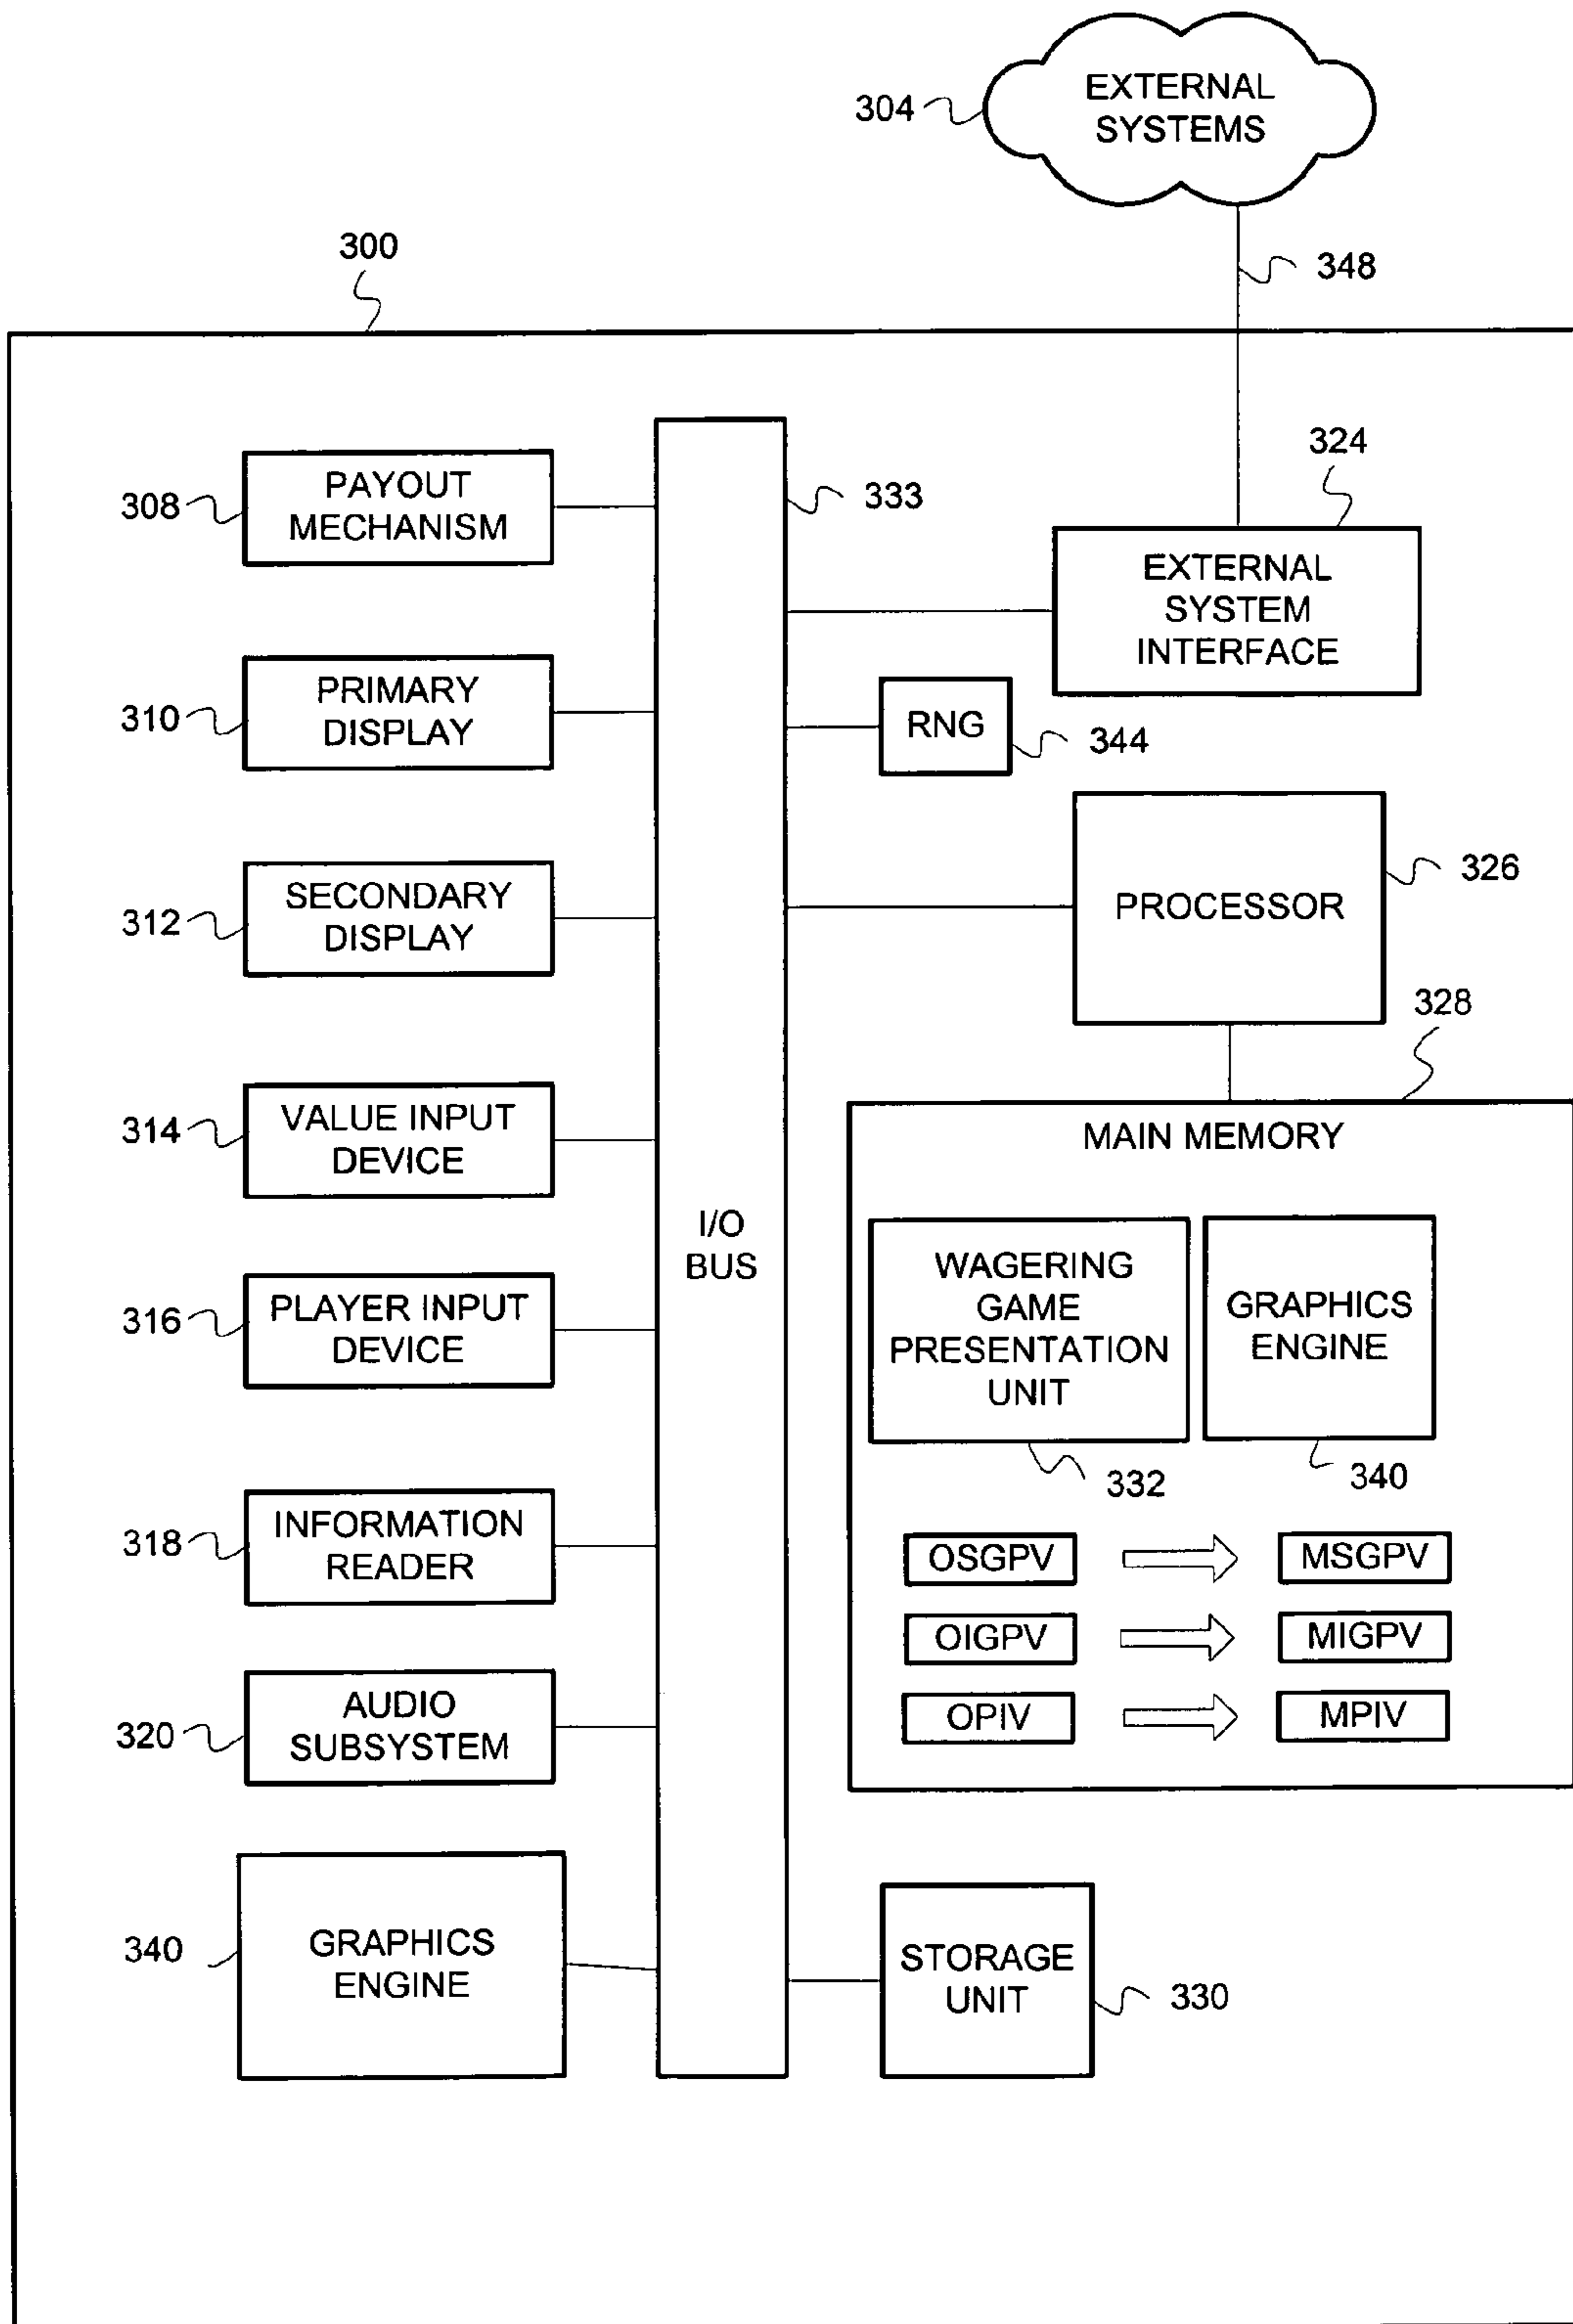 EXTERNAL
SYSTEMS
304
300
348
324
PAYOUT
MECHANISM
308
333
EXTERNAL
SYSTEM
INTERFACE
PRIMARY
DISPLAY
310
RNG
344
SECONDARY
DISPLAY
312
PROCESSOR
326
328
VALUE INPUT
DEVICE
314
MAIN MEMORY
I/O
BUS
PLAYER INPUT
DEVICE
316
WAGERING
GAME
PRESENTATION
UNIT
GRAPHICS
ENGINE
332
340
INFORMATION
READER
318
OSGPV
MSGPV
OIGPV
MIGPV
OPIV
MPIV
AUDIO
SUBSYSTEM
320
GRAPHICS
ENGINE
340
STORAGE
UNIT
330